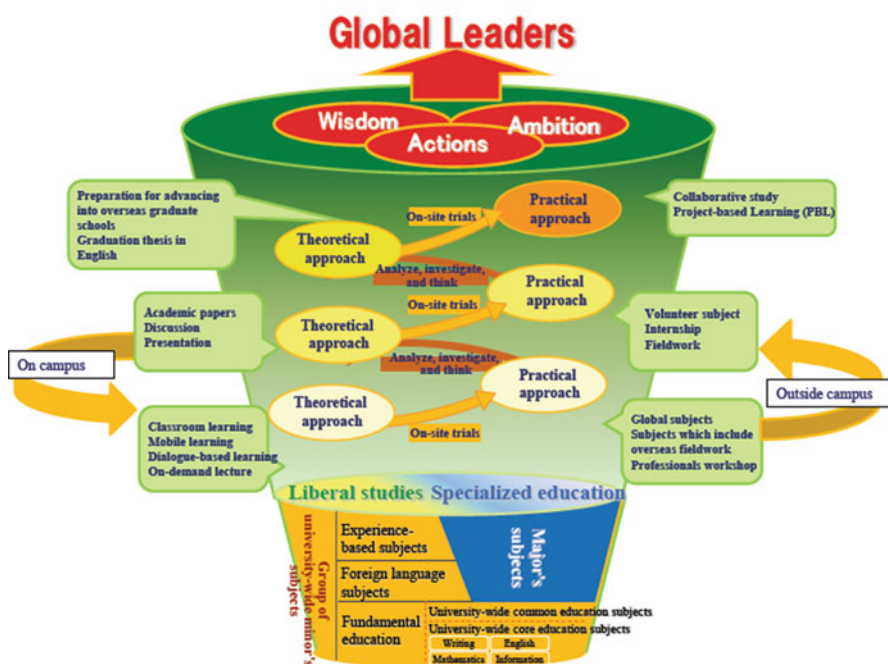 Global Leaders
Wisdom
Ambition
Actions
Preparation for advancing
into overseas graduate
schools
Graduation thesis in
English
Practical
approach
On-site trials
Collaborative study
Project-based Learning (PBL)
Theoretical
approach
Analyze, investigate,
and think
Practical
approach
On-site trials
Academic papers
Discussion
Presentation
Theoretical
approach
Volunteer subject
Internship
Fieldwork
Analyze, investigate,
and think
Practical
approach
On campus
Outside campus
Theoretical
approach
On-site trials
Classroom learning
Mobile learning
Dialogue-based learning
On-demand lecture
Global subjects
Subjects which include
overseas fieldwork
Professionals workshop
Liberal studies
Specialized education
Group of
university-wide minor's
subjects
Experience-
based subjects
Foreign language
subjects
Major's
subjects
Fundamental
education
University-wide common education subjects
University-wide core education subjects
Writing
English
Mathematics
Information